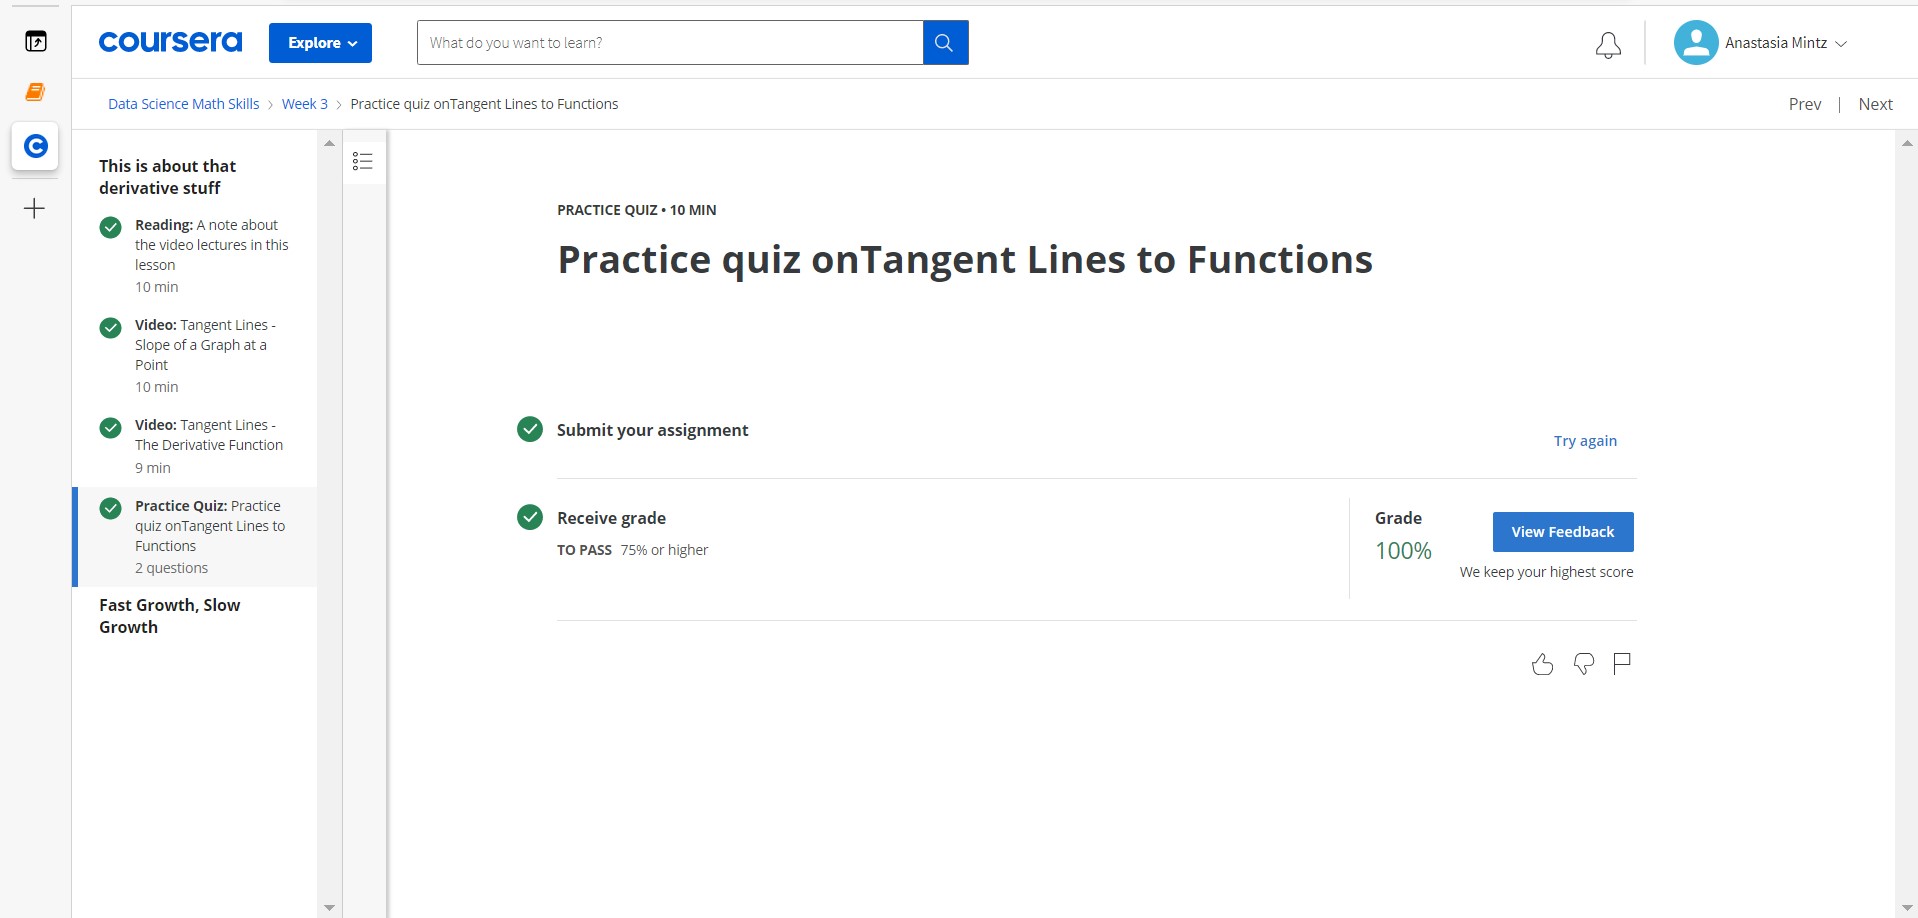 coursera
Explore
What do you want to learn?
Anastasia Mintz
Data Science Math Skills > Week 3 > Practice quiz onTangent Lines to Functions
Prev | Next
This is about that
derivative stuff
Reading: A note about
the video lectures in this
lesson
10 min
Video: Tangent Lines -
Slope of a Graph at a
Point
10 min
Video: Tangent Lines -
The Derivative Function
9 min
Practice Quiz: Practice
quiz onTangent Lines to
Functions
2 questions
Fast Growth, Slow
Growth
PRACTICE QUIZ • 10 MIN
Practice quiz onTangent Lines to Functions
Submit your assignment
Try again
Receive grade
TO PASS 75% or higher
Grade
100%
View Feedback
We keep your highest score